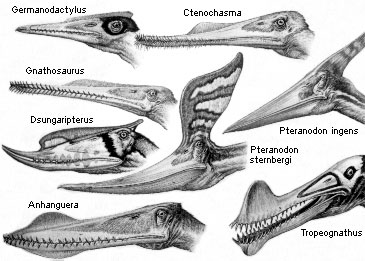 Germanodactylus
Ctenochasma
Gnathosaurus
Dsungaripterus
Pteranodon ingens
Pteranodon
sternbergi
Anhanguera
Tropeognathus